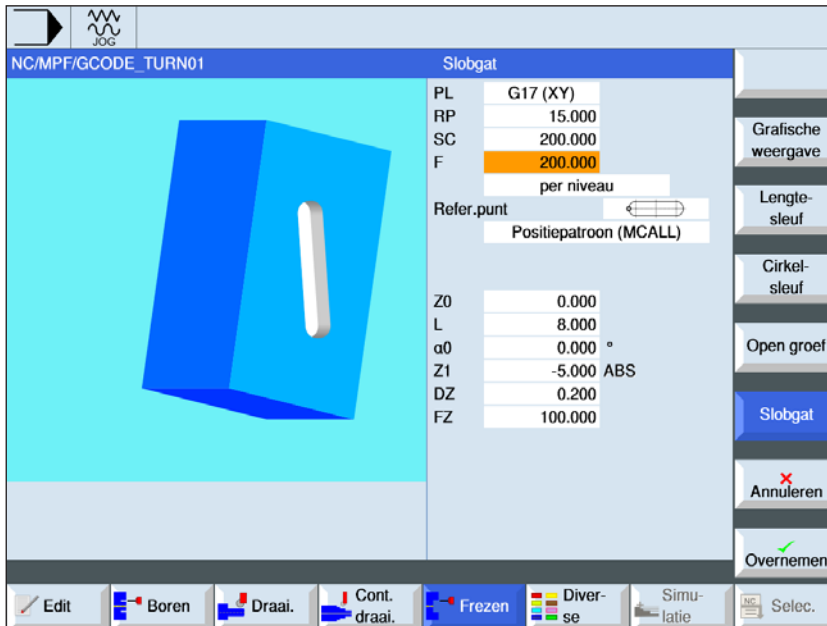 JOG
NC/MPF/GCODE_TURN01
Slobgat
PL G17 (XY)
RP 15.000
SC 200.000
F 200.000
per niveau
Refer.punt
Positiepatroon (MCALL)
Z0 0.000
L 8.000
α0 0.000 °
Z1 -5.000 ABS
DZ 0.200
FZ 100.000
Grafische
weergave
Lengte-
sleuf
Cirkel-
sleuf
Open groef
Slobgat
Annuleren
Overnemen
Edit
Boren
Draai.
Cont.
draai.
Frezen
Diver-
se
Simu-
latie
NC
Selec.